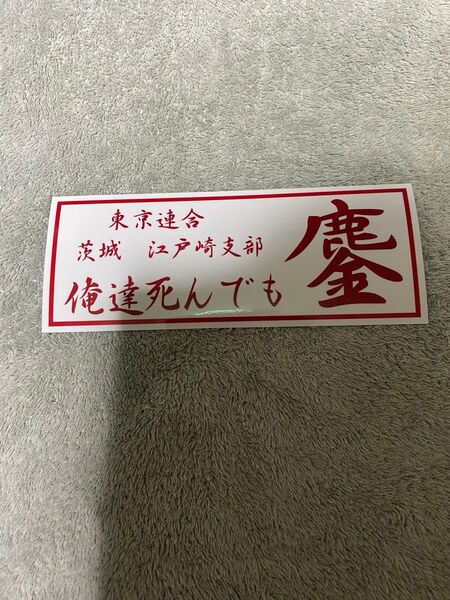 東京連合
茨城 江戸崎支部
俺達死んでも
鏖